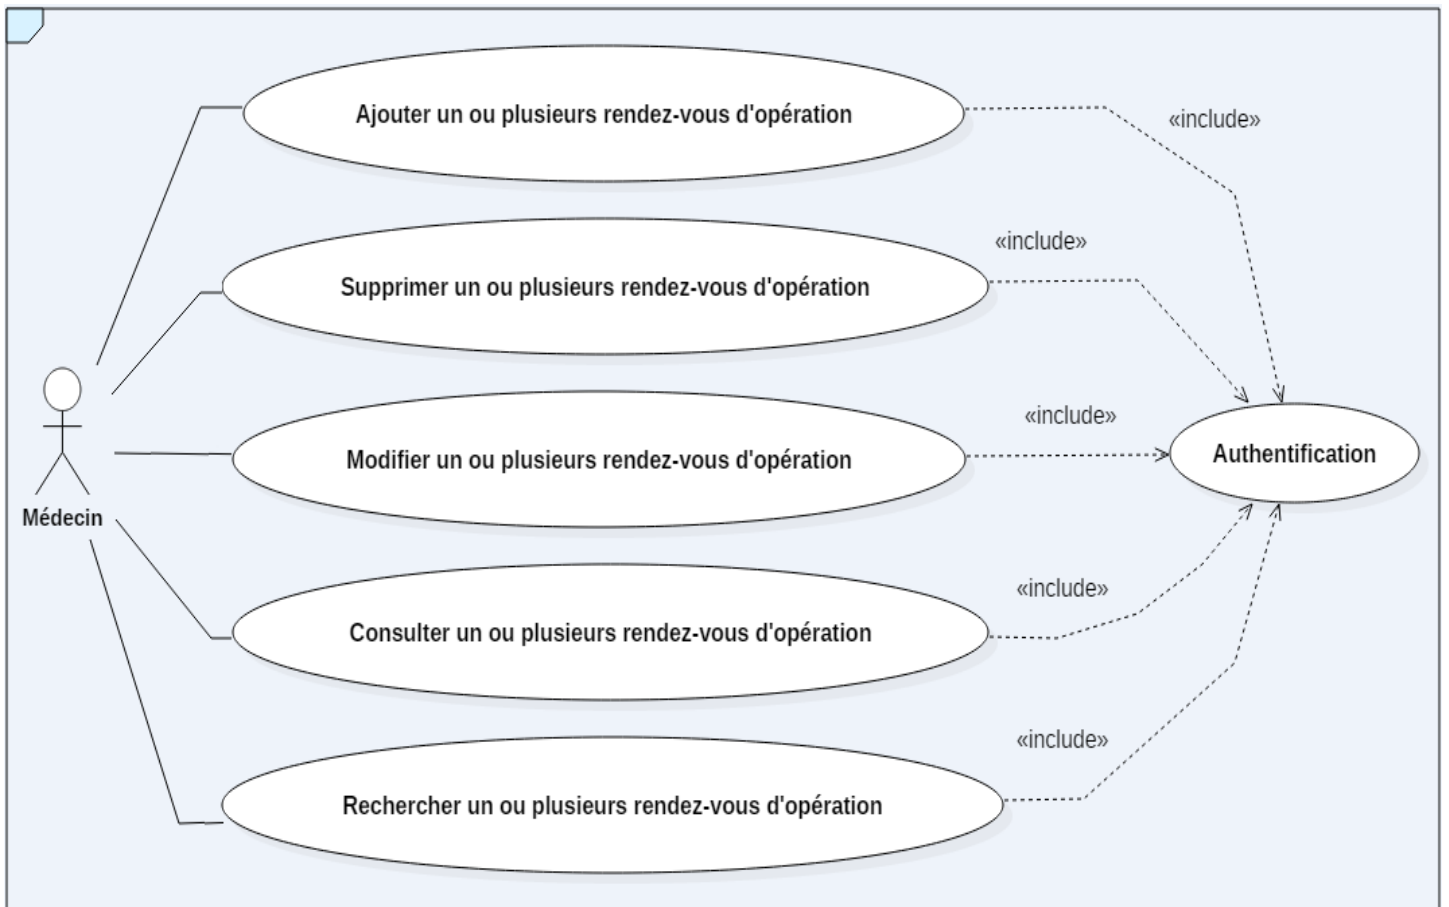 Ajouter un ou plusieurs rendez-vous d'opération
«include»
«include»
Supprimer un ou plusieurs rendez-vous d'opération
«include»
Modifier un ou plusieurs rendez-vous d'opération
Authentification
Médecin
«include»
Consulter un ou plusieurs rendez-vous d'opération
«include»
Rechercher un ou plusieurs rendez-vous d'opération